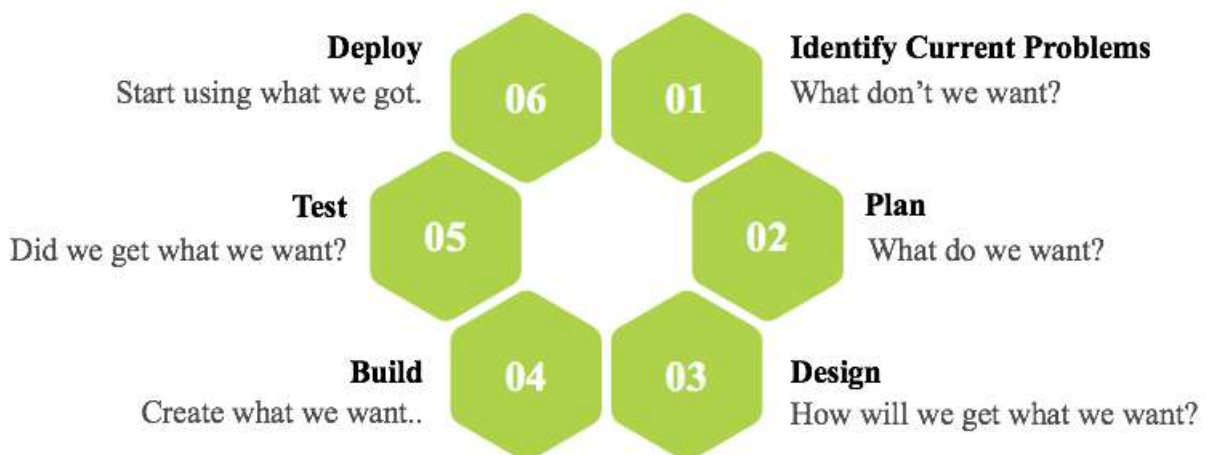 01
Identify Current Problems
What don’t we want?
02
Plan
What do we want?
03
Design
How will we get what we want?
04
Build
Create what we want..
05
Test
Did we get what we want?
06
Deploy
Start using what we got.